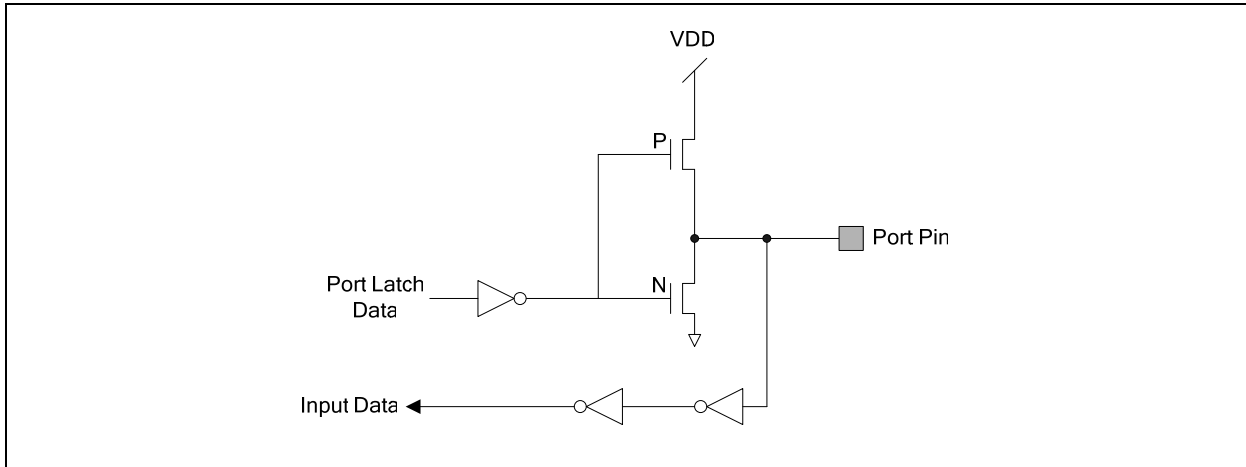 VDD
P
Port Pin
N
Port Latch
Data
Input Data